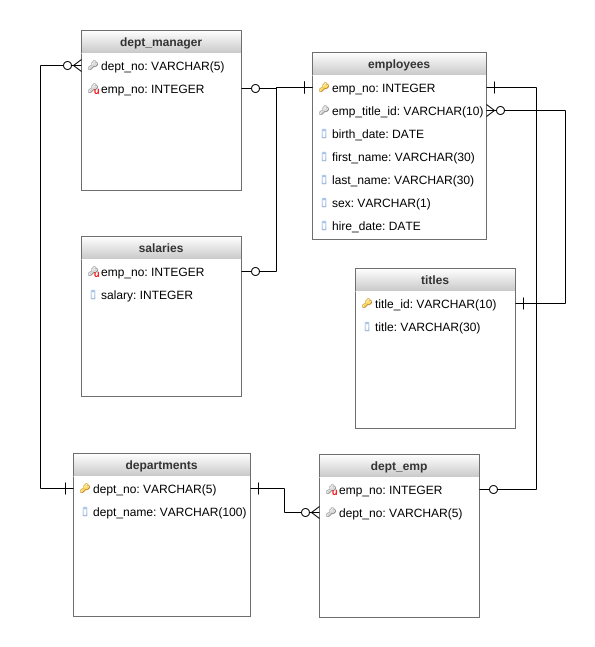 dept_manager
dept_no: VARCHAR(5)
emp_no: INTEGER
employees
emp_no: INTEGER
emp_title_id: VARCHAR(10)
birth_date: DATE
first_name: VARCHAR(30)
last_name: VARCHAR(30)
sex: VARCHAR(1)
hire_date: DATE
salaries
emp_no: INTEGER
salary: INTEGER
titles
title_id: VARCHAR(10)
title: VARCHAR(30)
departments
dept_no: VARCHAR(5)
dept_name: VARCHAR(100)
dept_emp
emp_no: INTEGER
dept_no: VARCHAR(5)